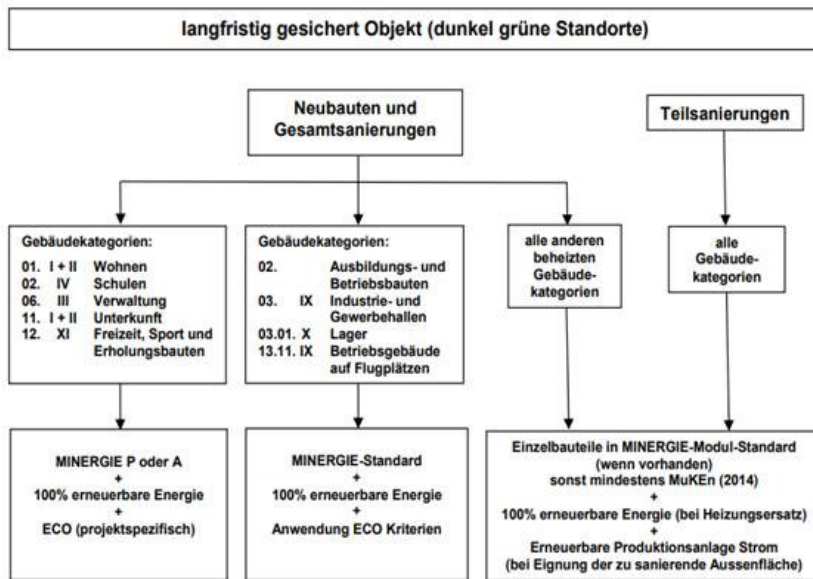 langfristig gesichert Objekt (dunkel grüne Standorte)
Neubauten und
Gesamtsanierungen
Teilsanierungen
Gebäudekategorien:
01. I + II Wohnen
02. IV Schulen
06. III Verwaltung
11. I + II Unterkunft
12. XI Freizeit, Sport und
Erholungsbauten
Gebäudekategorien:
02. Ausbildungs- und
Betriebsbauten
03. IX Industrie- und
Gewerbehallen
03.01. X Lager
13.11. IX Betriebsgebäude
auf Flugplätzen
alle anderen
beheizten
Gebäude-
kategorien
alle
Gebäude-
kategorien
MINERGIE P oder A
+
100% erneuerbare Energie
+
ECO (projektspezifisch)
MINERGIE-Standard
+
100% erneuerbare Energie
+
Anwendung ECO Kriterien
Einzelbauteile in MINERGIE-Modul-Standard
(wenn vorhanden)
sonst mindestens MuKEn (2014)
+
100% erneuerbare Energie (bei Heizungsersatz)
+
Erneuerbare Produktionsanlage Strom
(bei Eignung der zu sanierende Aussenfläche)